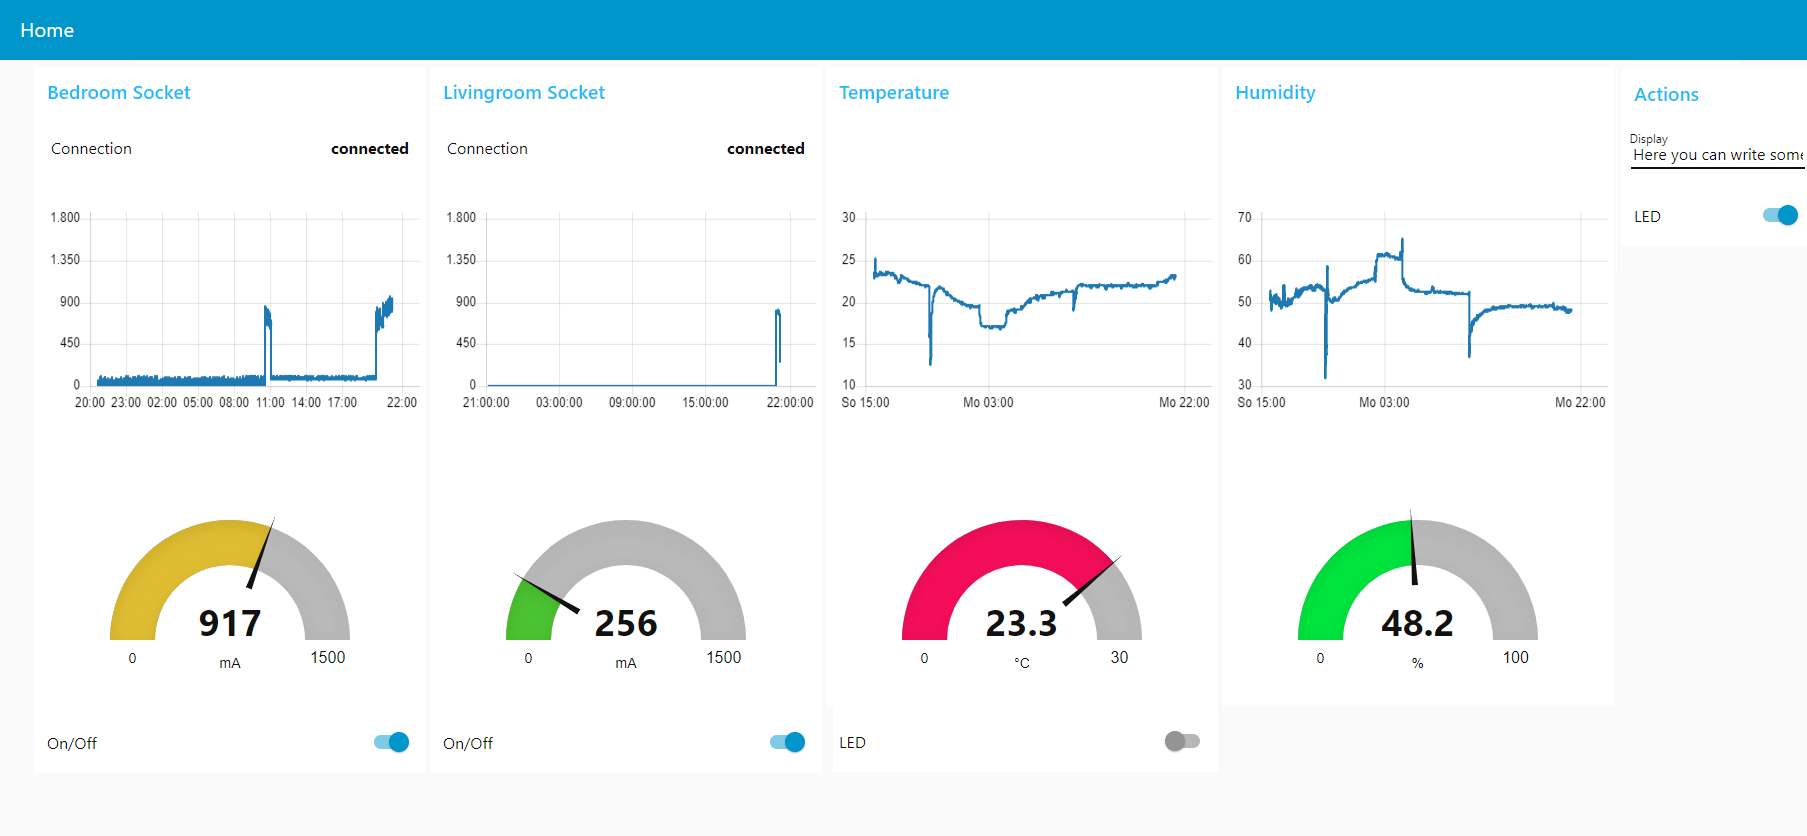 Home
Bedroom Socket
Connection connected
1.800
1.350
900
450
0
20:00 23:00 02:00 05:00 08:00 11:00 14:00 17:00 22:00
917
0 mA 1500
On/Off
Livingroom Socket
Connection connected
1.800
1.350
900
450
0
21:00:00 03:00:00 09:00:00 15:00:00 22:00:00
256
0 mA 1500
On/Off
Temperature
30
25
20
15
10
So 15:00 Mo 03:00 Mo 22:00
23.3
0 °C 30
LED
Humidity
70
60
50
40
30
So 15:00 Mo 03:00 Mo 22:00
48.2
0 % 100
Actions
Display
Here you can write some
LED